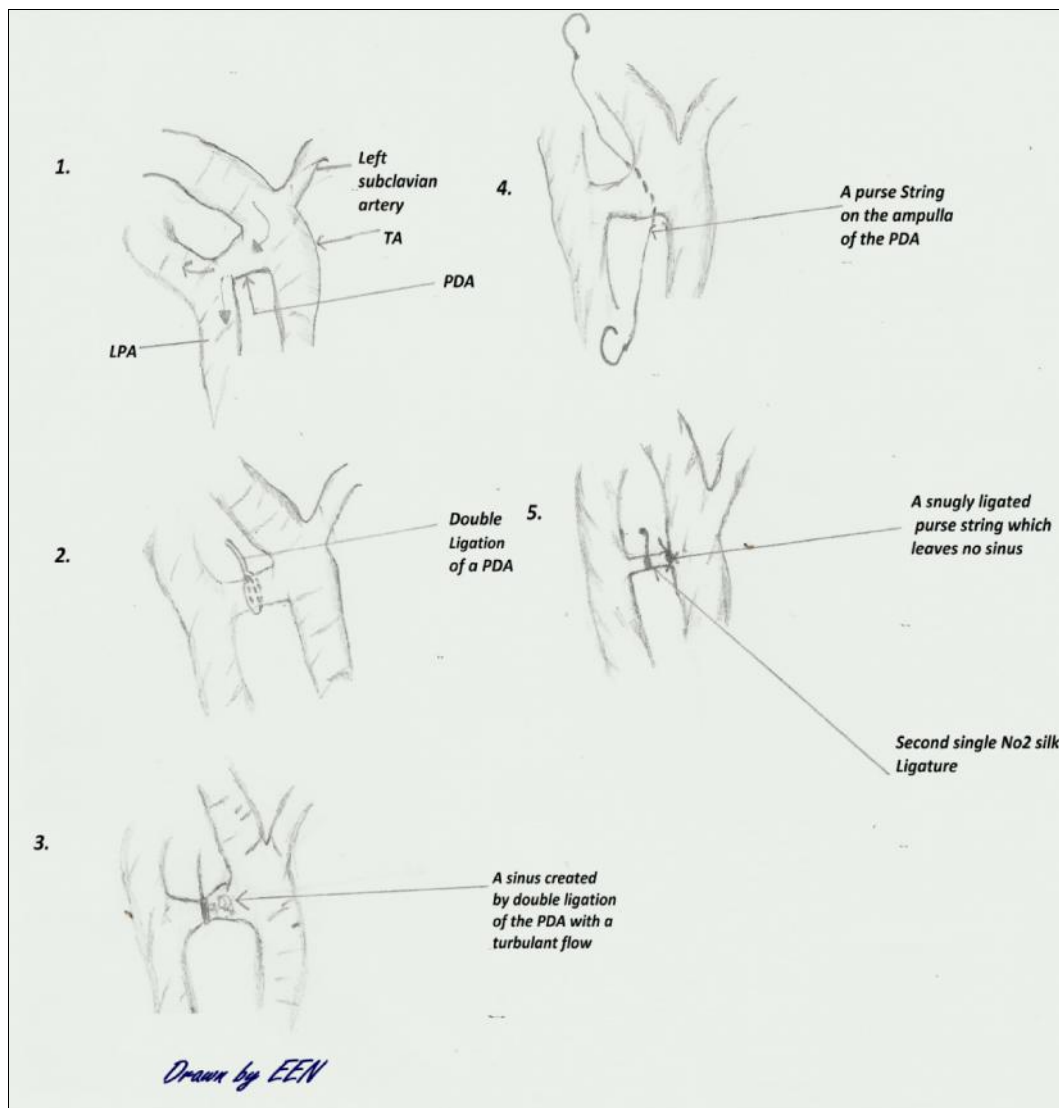 1.
Left
subclavian
artery
TA
PDA
LPA
2.
Double
Ligation
of a PDA
3.
A sinus created
by double ligation
of the PDA with a
turbulant flow
4.
A purse String
on the ampulla
of the PDA
5.
A snugly ligated
purse string which
leaves no sinus
Second single No2 silk
Ligature
Drawn by EEN